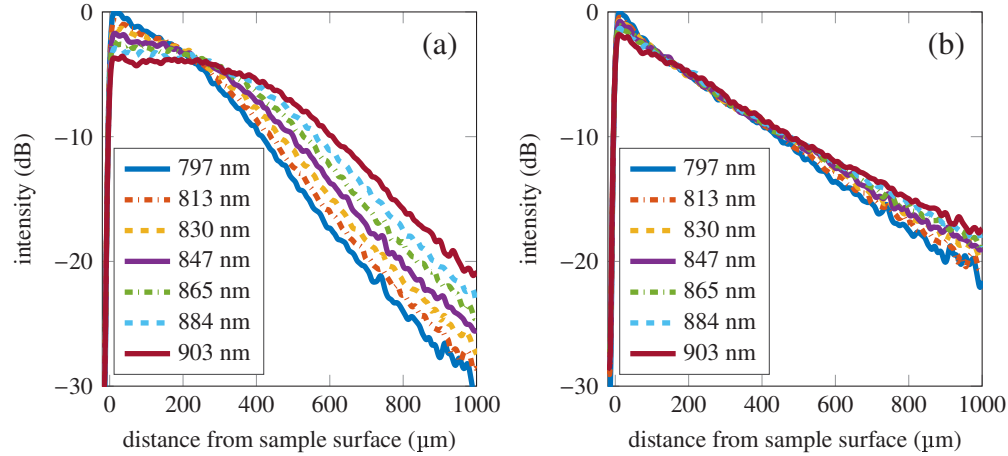 0
−10
−20
−30
0
200
400
600
800
1000
intensity (dB)
distance from sample surface (µm)
(a)
797 nm
813 nm
830 nm
847 nm
865 nm
884 nm
903 nm
0
−10
−20
−30
0
200
400
600
800
1000
intensity (dB)
distance from sample surface (µm)
(b)
797 nm
813 nm
830 nm
847 nm
865 nm
884 nm
903 nm